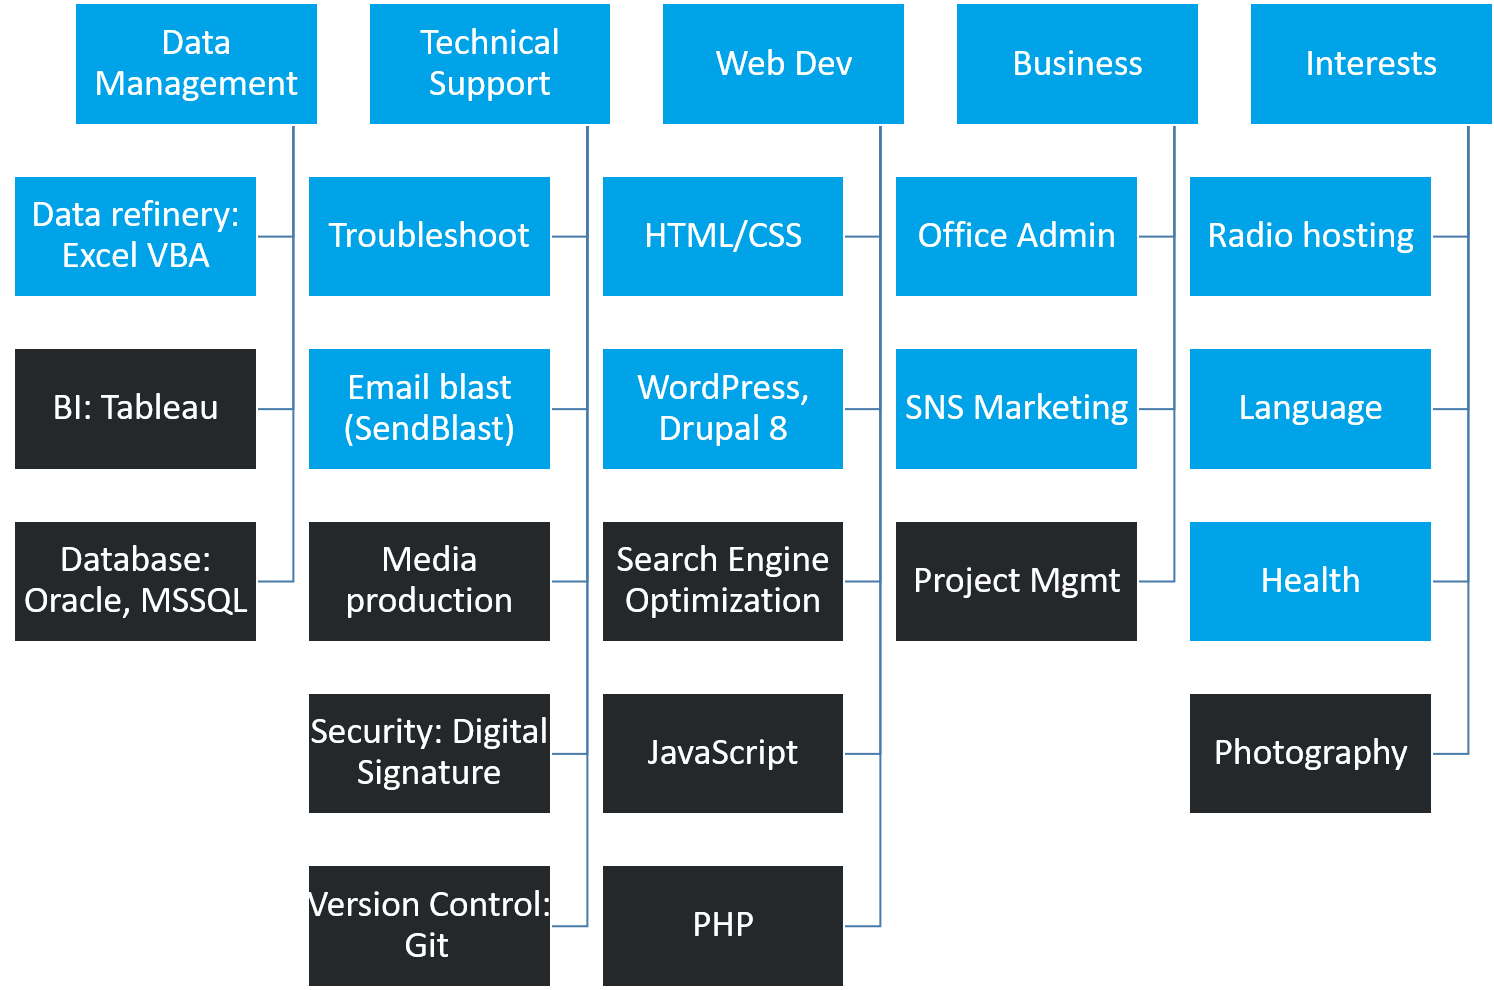 Data
Management
Technical
Support
Web Dev
Business
Interests
Data refinery:
Excel VBA
Troubleshoot
HTML/CSS
Office Admin
Radio hosting
BI: Tableau
Email blast
(SendBlast)
WordPress,
Drupal 8
SNS Marketing
Language
Database:
Oracle, MSSQL
Media
production
Search Engine
Optimization
Project Mgmt
Health
Security: Digital
Signature
JavaScript
Photography
Version Control:
Git
PHP